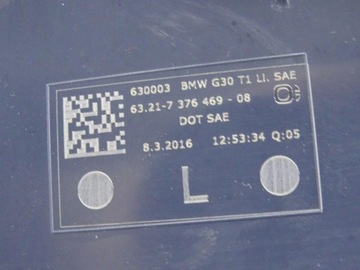 630003 BMW G30 T1 LI. SAE
63.21-7 376 469 - 08
DOT SAE
8.3.2016 12:53:34 Q:05
L